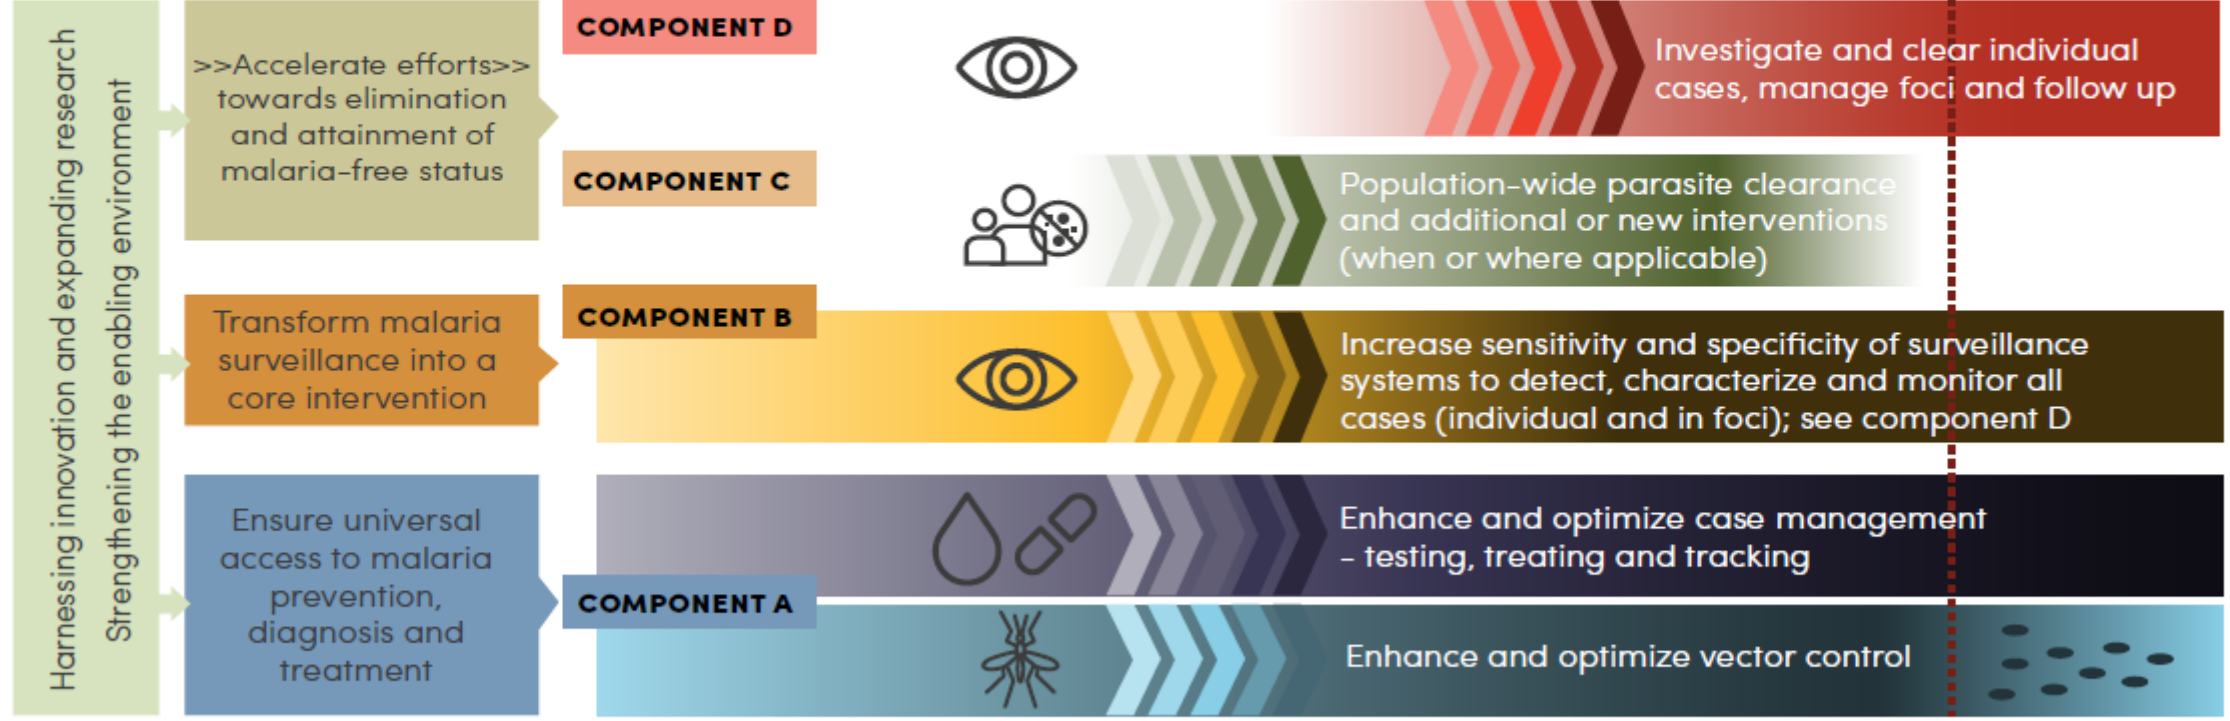 Harnessing innovation and expanding research
Strengthening the enabling environment
>>Accelerate efforts>>
towards elimination
and attainment of
malaria-free status
Transform malaria
surveillance into a
core intervention
Ensure universal
access to malaria
prevention,
diagnosis and
treatment
COMPONENT D
Investigate and clear individual
cases, manage foci and follow up
COMPONENT C
Population-wide parasite clearance
and additional or new interventions
(when or where applicable)
COMPONENT B
Increase sensitivity and specificity of surveillance
systems to detect, characterize and monitor all
cases (individual and in foci); see component D
Enhance and optimize case management
- testing, treating and tracking
COMPONENT A
Enhance and optimize vector control